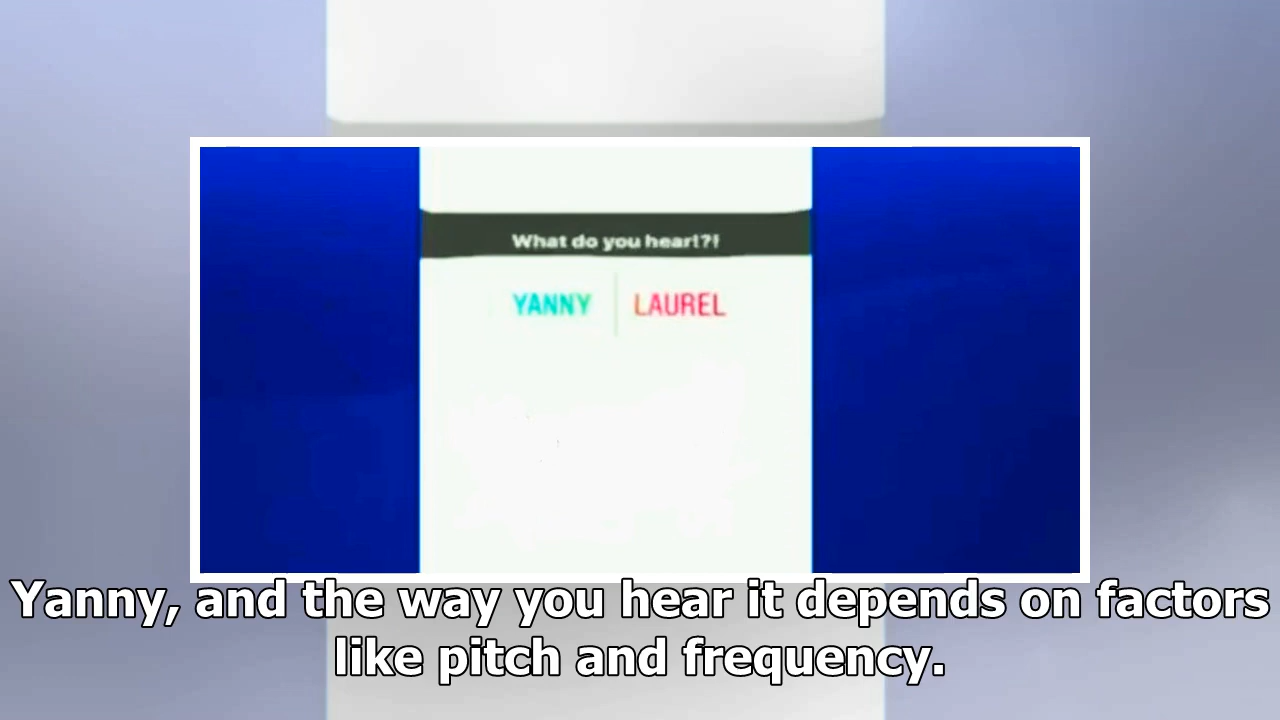 What do you hear!?!
YANNY LAUREL
Yanny, and the way you hear it depends on factors
like pitch and frequency.